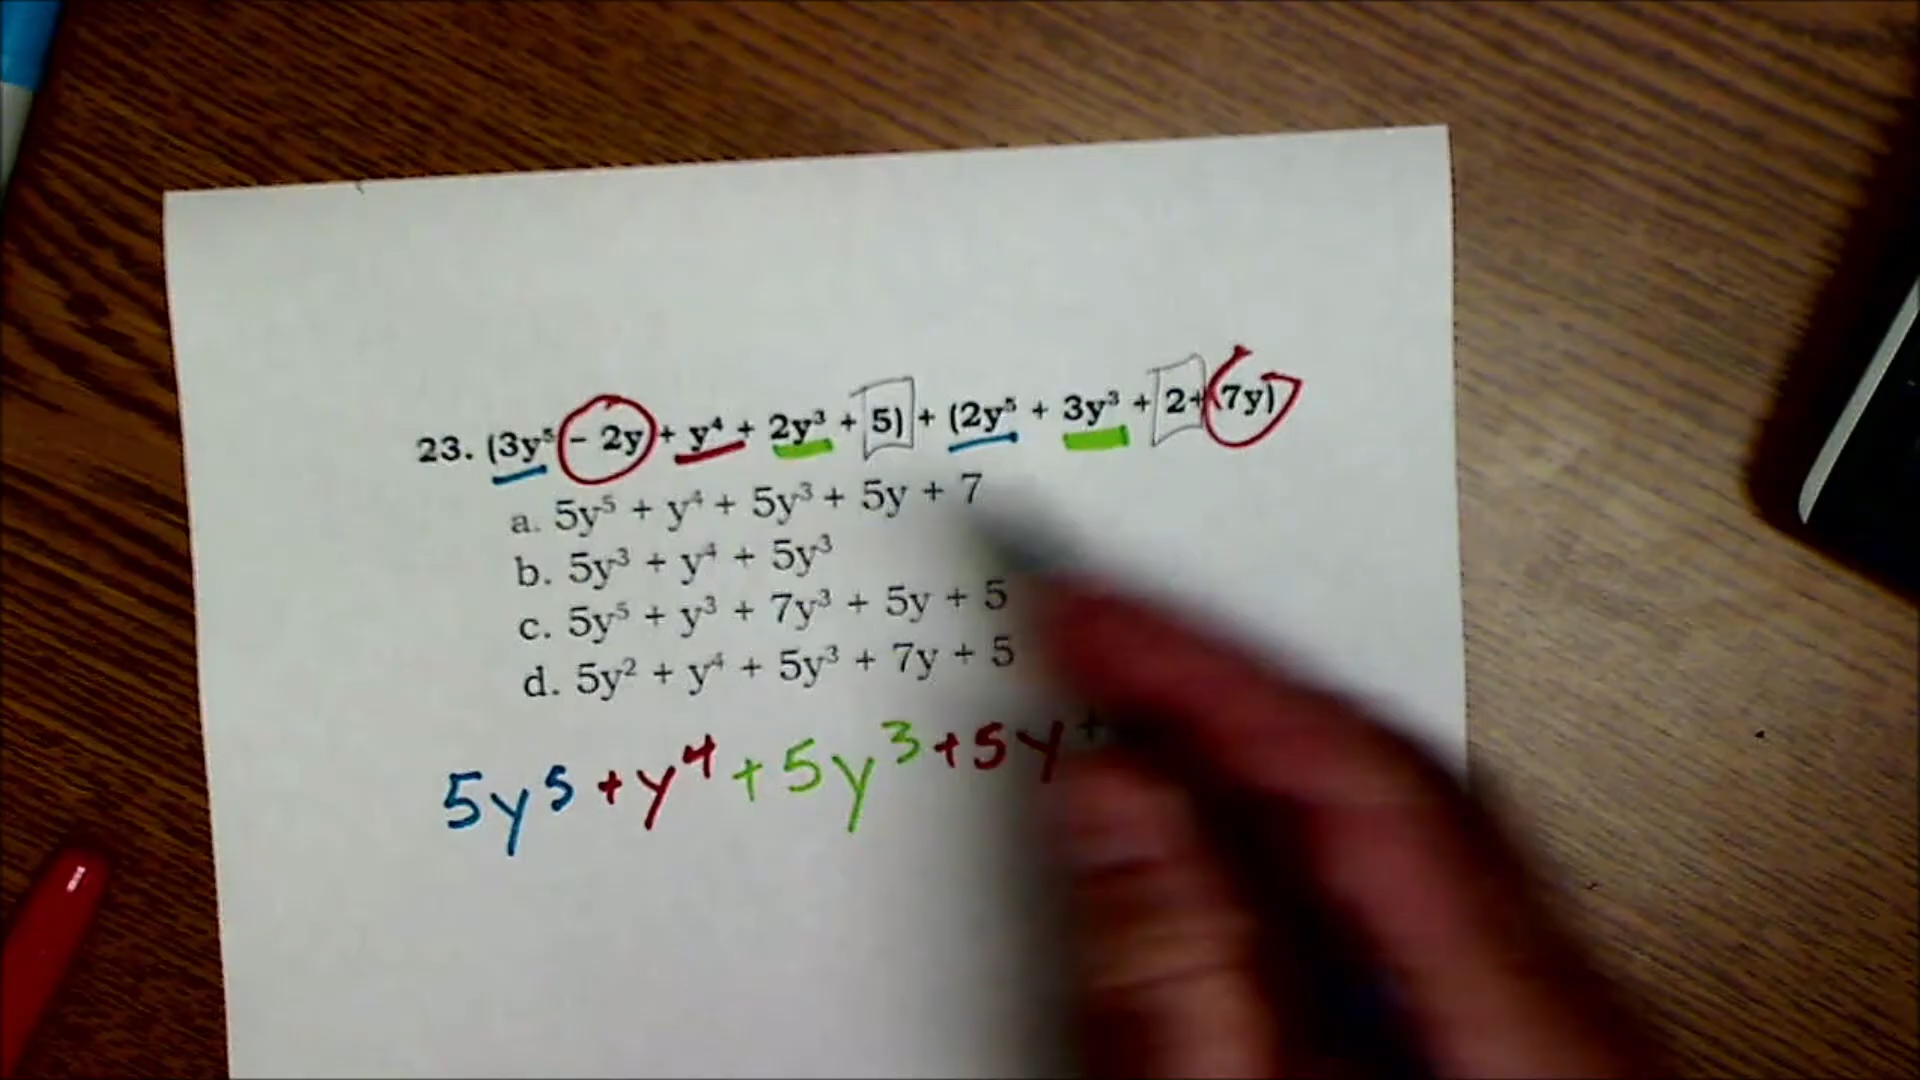 23. (3y⁵ - 2y + y⁴ + 2y³ + 5) + (2y⁵ + 3y³ + 2 + 7y)
a. 5y⁵ + y⁴ + 5y³ + 5y + 7
b. 5y³ + y⁴ + 5y³
c. 5y⁵ + y³ + 7y³ + 5y + 5
d. 5y² + y⁴ + 5y³ + 7y + 5
5y⁵ + y⁴ + 5y³ + 5y +